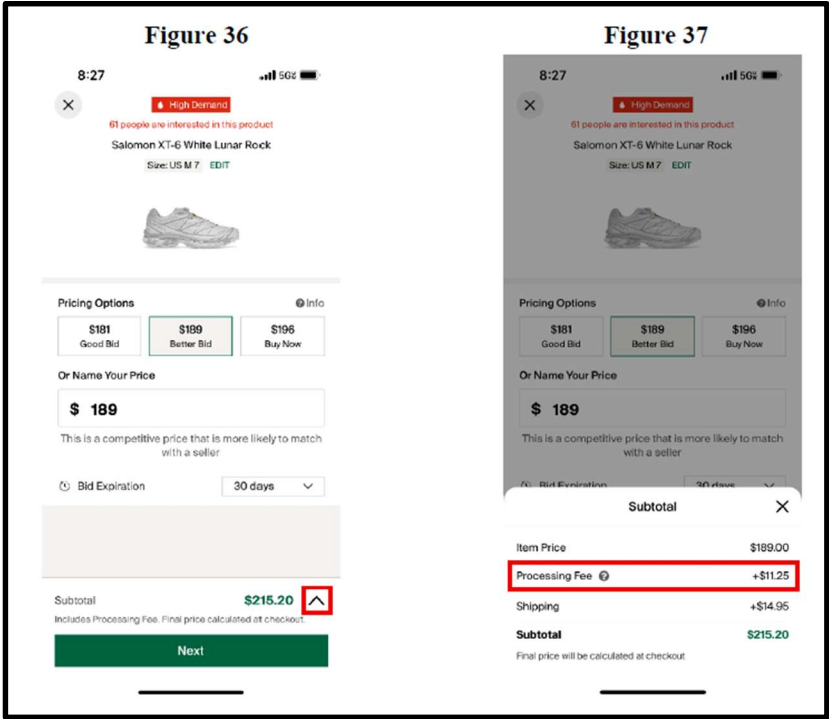 Figure 36
8:27
5G
High Demand
61 people are interested in this product
Salomon XT-6 White Lunar Rock
Size: US M 7 EDIT
Pricing Options Info
$181 $189 $196
Good Bid Better Bid Buy Now
Or Name Your Price
$ 189
This is a competitive price that is more likely to match
with a seller
Bid Expiration 30 days
Subtotal $215.20
Includes Processing Fee. Final price calculated at checkout.
Next
Figure 37
8:27
5G
High Demand
61 people are interested in this product
Salomon XT-6 White Lunar Rock
Size: US M 7 EDIT
Pricing Options Info
$181 $189 $196
Good Bid Better Bid Buy Now
Or Name Your Price
$ 189
This is a competitive price that is more likely to match
with a seller
Bid Expiration 30 days
Subtotal
Item Price $189.00
Processing Fee +$11.25
Shipping +$14.95
Subtotal $215.20
Final price will be calculated at checkout